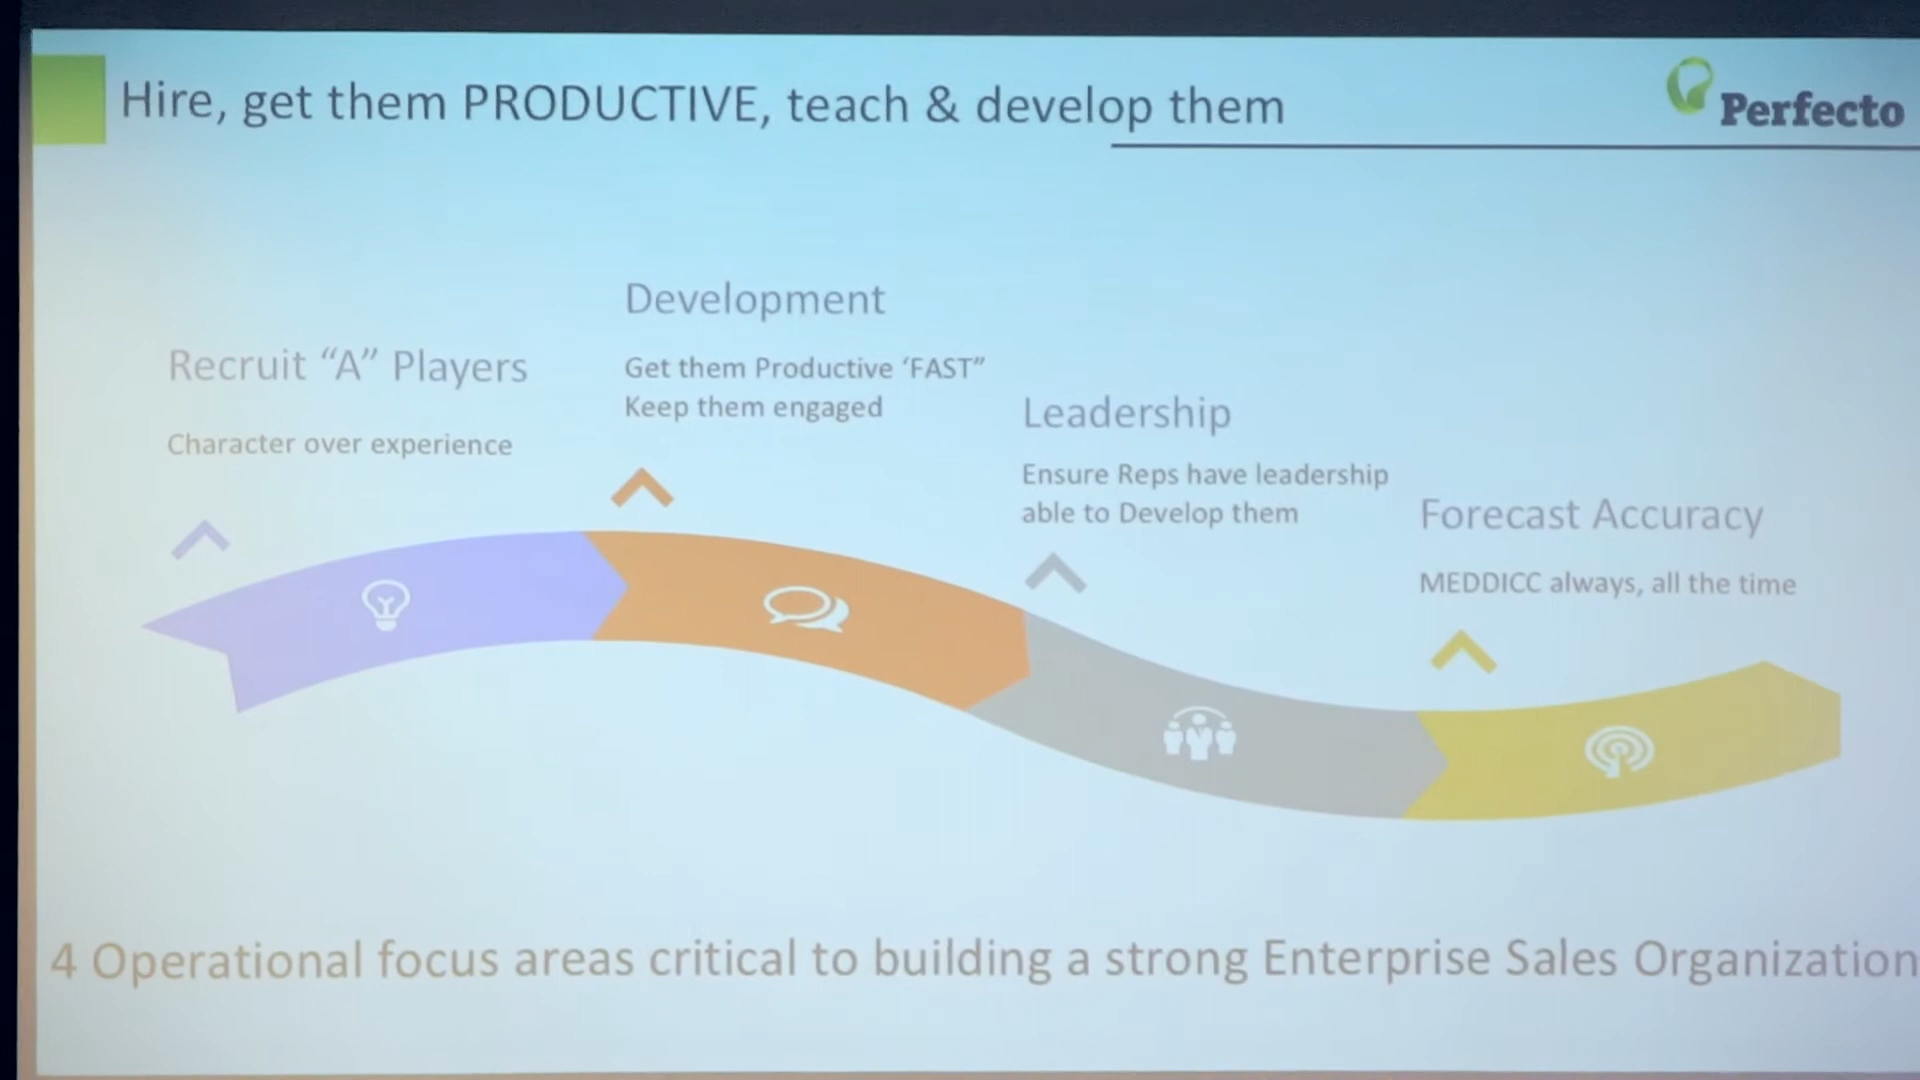 Hire, get them PRODUCTIVE, teach & develop them
Perfecto
Recruit “A” Players
Character over experience
Development
Get them Productive ‘FAST”
Keep them engaged
Leadership
Ensure Reps have leadership
able to Develop them
Forecast Accuracy
MEDDICC always, all the time
4 Operational focus areas critical to building a strong Enterprise Sales Organization